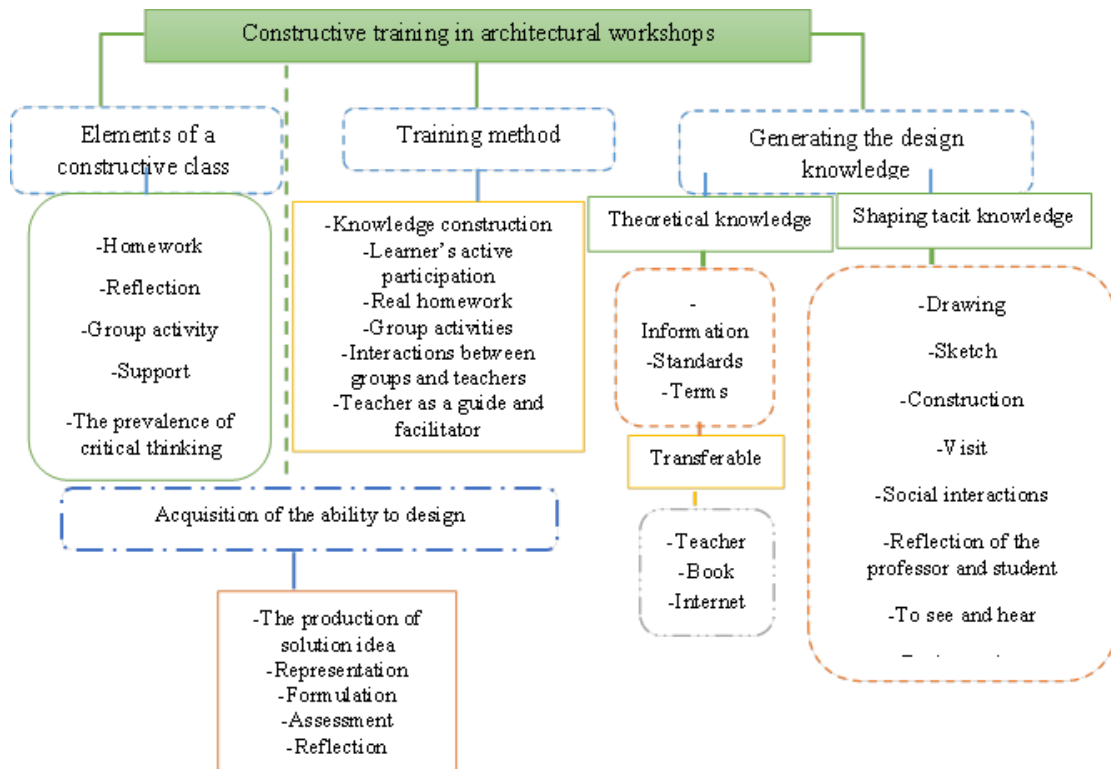 Constructive training in architectural workshops
Elements of a
constructive class
-Homework
-Reflection
-Group activity
-Support
-The prevalence of
critical thinking
Training method
-Knowledge construction
-Learner's active
participation
-Real homework
-Group activities
-Interactions between
groups and teachers
-Teacher as a guide and
facilitator
Generating the design
knowledge
Theoretical knowledge
-
Information
-Standards
-Terms
Transferable
-Teacher
-Book
-Internet
Shaping tacit knowledge
-Drawing
-Sketch
-Construction
-Visit
-Social interactions
-Reflection of the
professor and student
-To see and hear
Acquisition of the ability to design
-The production of
solution idea
-Representation
-Formulation
-Assessment
-Reflection